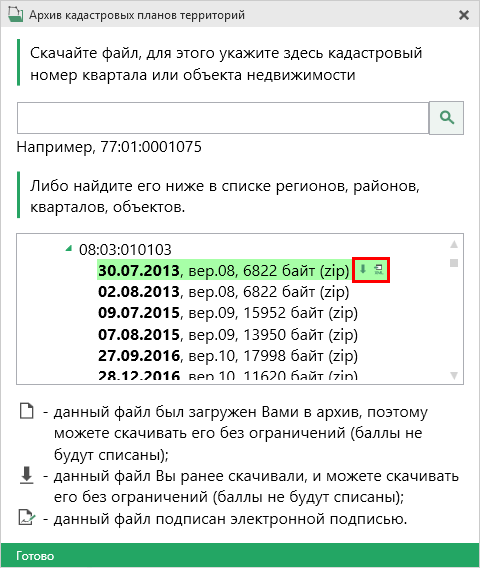 Архив кадастровых планов территорий
Скачайте файл, для этого укажите здесь кадастровый
номер квартала или объекта недвижимости
Например, 77:01:0001075
Либо найдите его ниже в списке регионов, районов,
кварталов, объектов.
08:03:010103
30.07.2013, вер.08, 6822 байт (zip)
02.08.2013, вер.08, 6822 байт (zip)
09.07.2015, вер.09, 15952 байт (zip)
07.08.2015, вер.09, 13950 байт (zip)
27.09.2016, вер.10, 17998 байт (zip)
28.12.2016, вер.10, 11620 байт (zip)
- данный файл был загружен Вами в архив, поэтому
можете скачивать его без ограничений (баллы не
будут списаны);
- данный файл Вы ранее скачивали, и можете скачивать
его без ограничений (баллы не будут списаны);
- данный файл подписан электронной подписью.
Готово